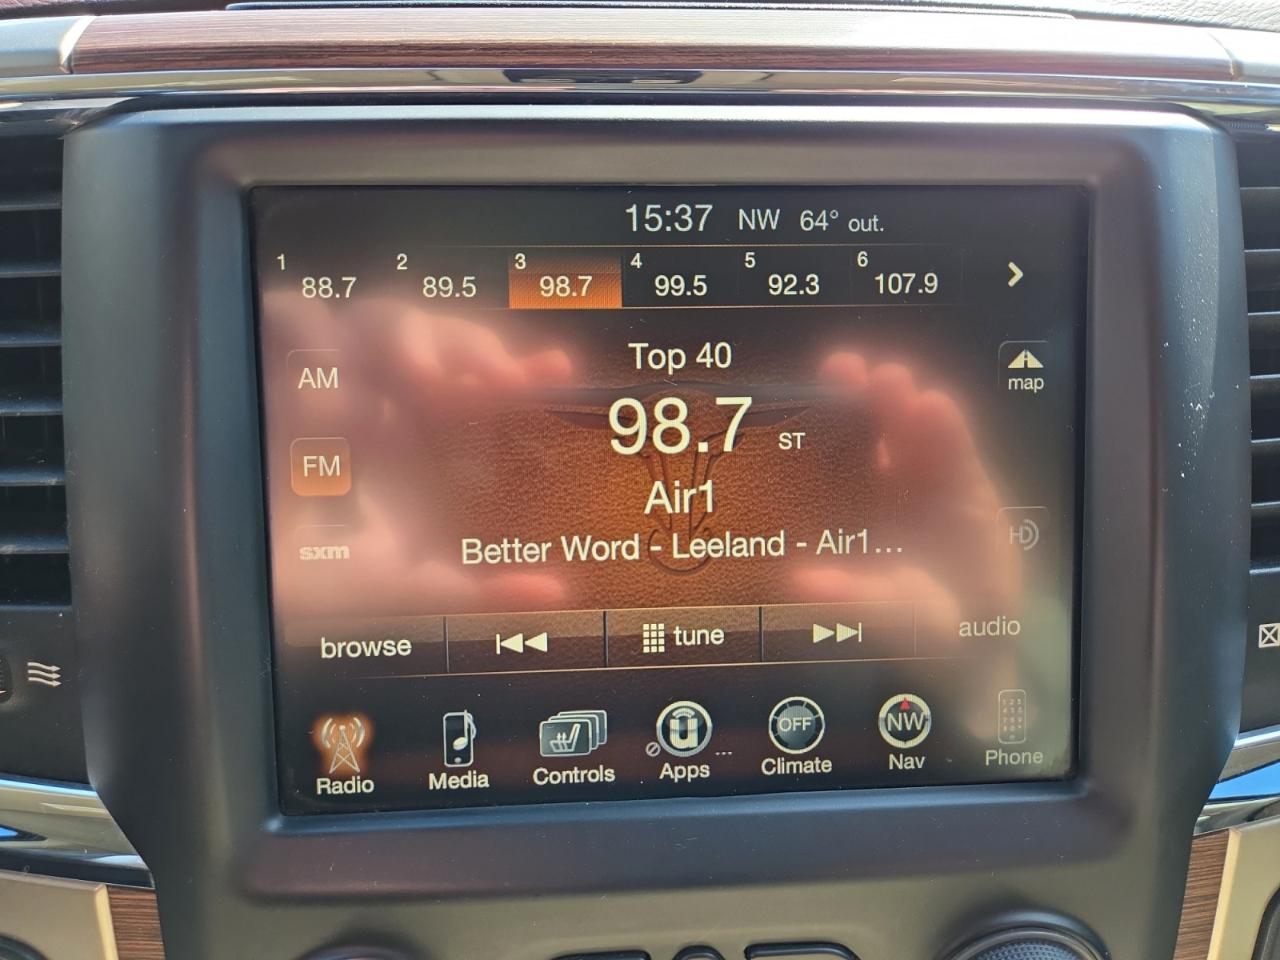 15:37 NW 64° out.
1 88.7 2 89.5 3 98.7 4 99.5 5 92.3 6 107.9
Top 40
AM
map
98.7 ST
FM
Air1
HD
sxm
Better Word - Leeland - Air1...
browse tune audio
OFF NW
Radio Media Controls Apps ... Climate Nav Phone